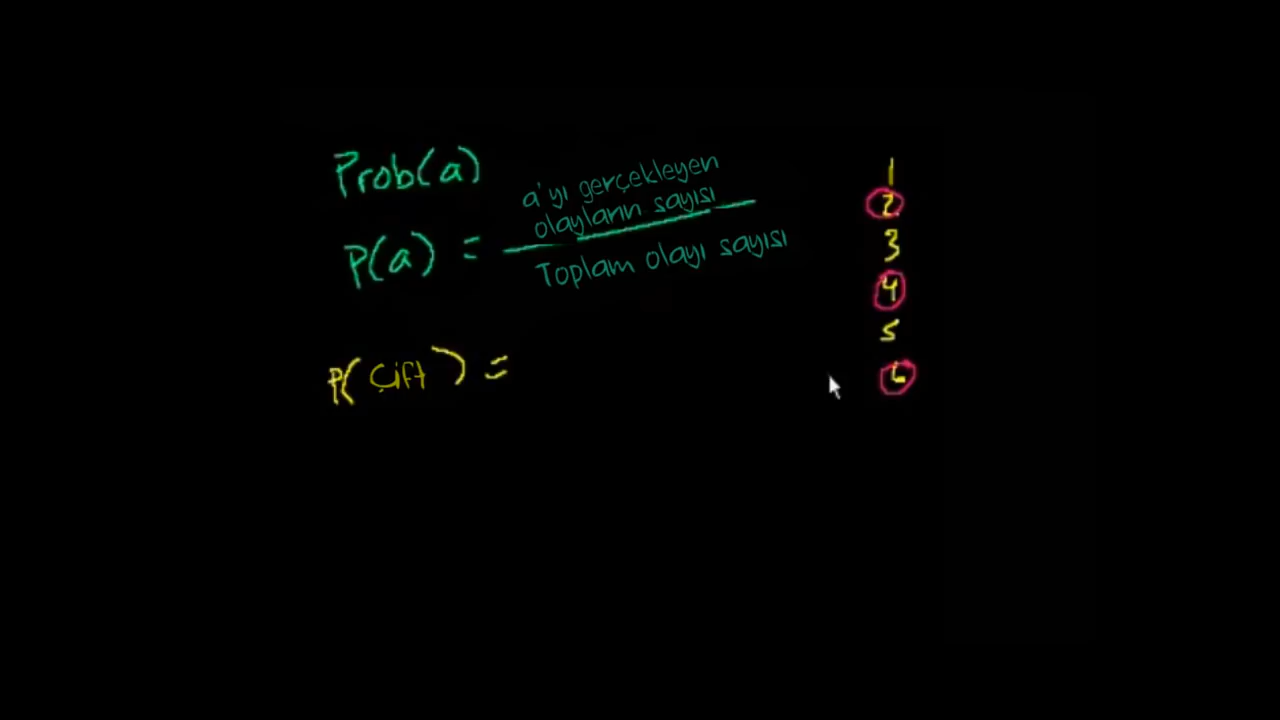 Prob(a)
a'yı gerçekleyen
olayların sayısı
P(a) =
Toplam olayı sayısı
P(Çift) =
1
2
3
4
5
6